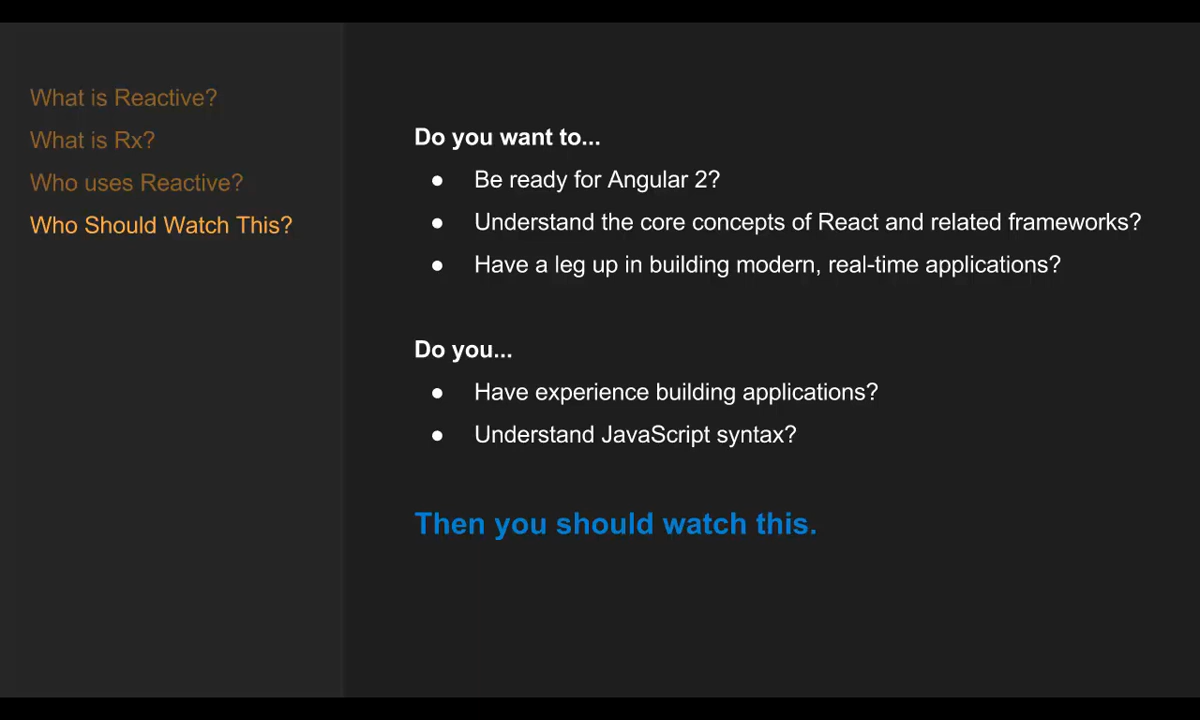 What is Reactive?
What is Rx?
Who uses Reactive?
Who Should Watch This?
Do you want to...
● Be ready for Angular 2?
● Understand the core concepts of React and related frameworks?
● Have a leg up in building modern, real-time applications?
Do you...
● Have experience building applications?
● Understand JavaScript syntax?
Then you should watch this.